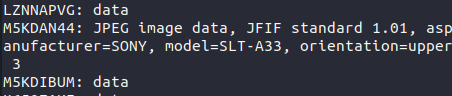 LZNNAPVG: data
M5KDAN44: JPEG image data, JFIF standard 1.01, asp
anufacturer=SONY, model=SLT-A33, orientation=upper
3
M5KDIBUM: data